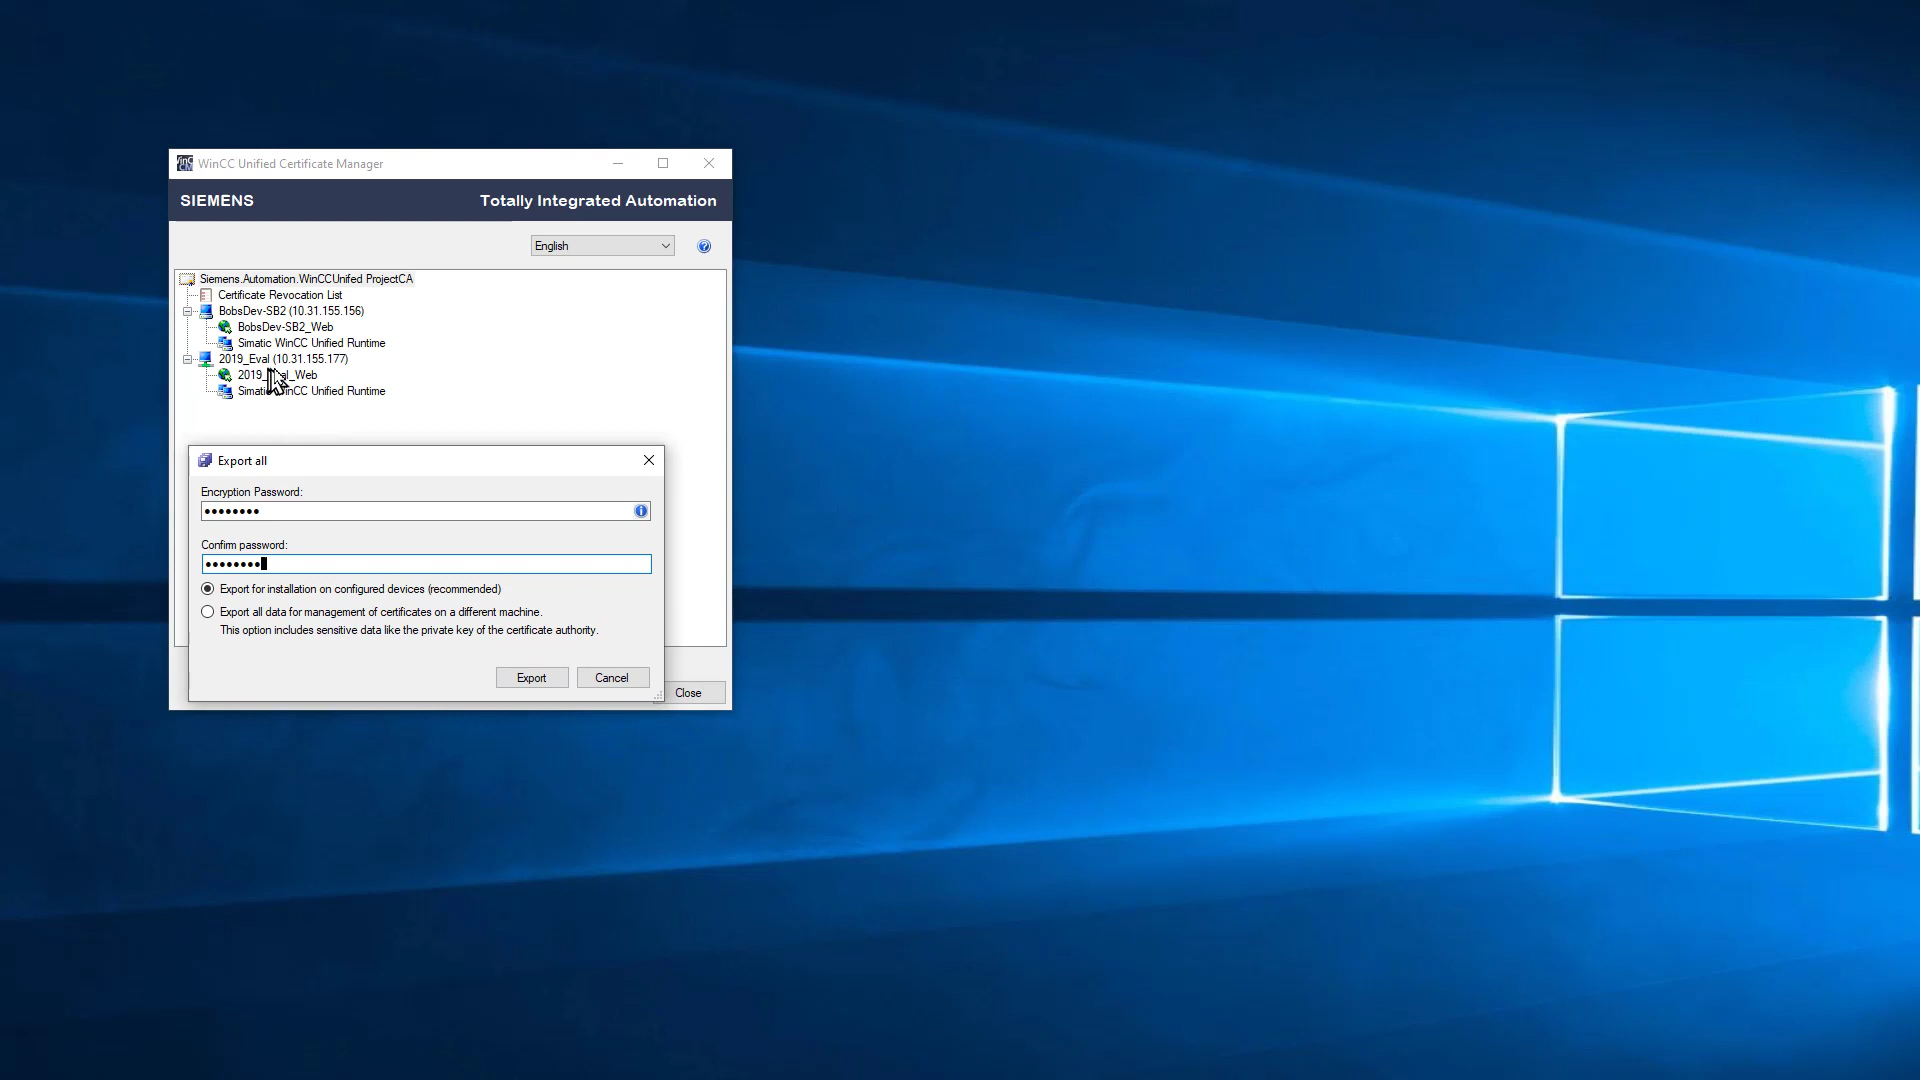 WinCC Unified Certificate Manager
SIEMENS
Totally Integrated Automation
English
Siemens.Automation.WinCCUnifed ProjectCA
Certificate Revocation List
BobsDev-SB2 (10.31.155.156)
BobsDev-SB2_Web
Simatic WinCC Unified Runtime
2019_Eval (10.31.155.177)
2019_ al_Web
Simatic WinCC Unified Runtime
Export all
Encryption Password:
••••••••
Confirm password:
••••••••
Export for installation on configured devices (recommended)
Export all data for management of certificates on a different machine.
This option includes sensitive data like the private key of the certificate authority.
Export
Cancel
Close